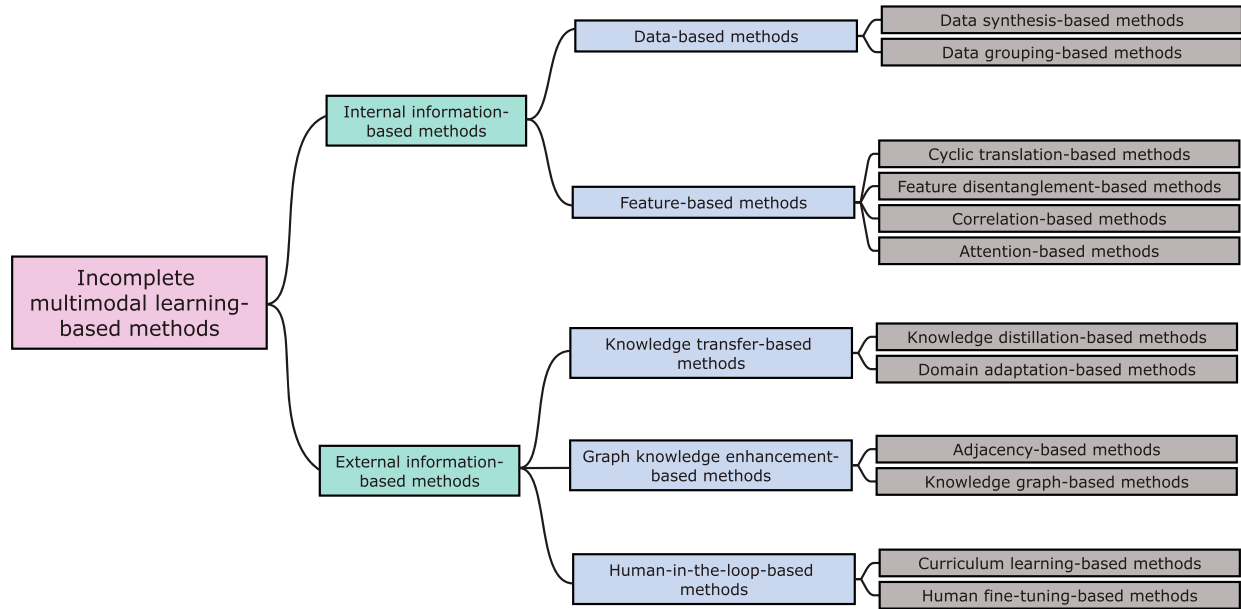 Incomplete
multimodal learning-
based methods
Internal information-
based methods
External information-
based methods
Data-based methods
Feature-based methods
Knowledge transfer-based
methods
Graph knowledge enhancement-
based methods
Human-in-the-loop-based
methods
Data synthesis-based methods
Data grouping-based methods
Cyclic translation-based methods
Feature disentanglement-based methods
Correlation-based methods
Attention-based methods
Knowledge distillation-based methods
Domain adaptation-based methods
Adjacency-based methods
Knowledge graph-based methods
Curriculum learning-based methods
Human fine-tuning-based methods